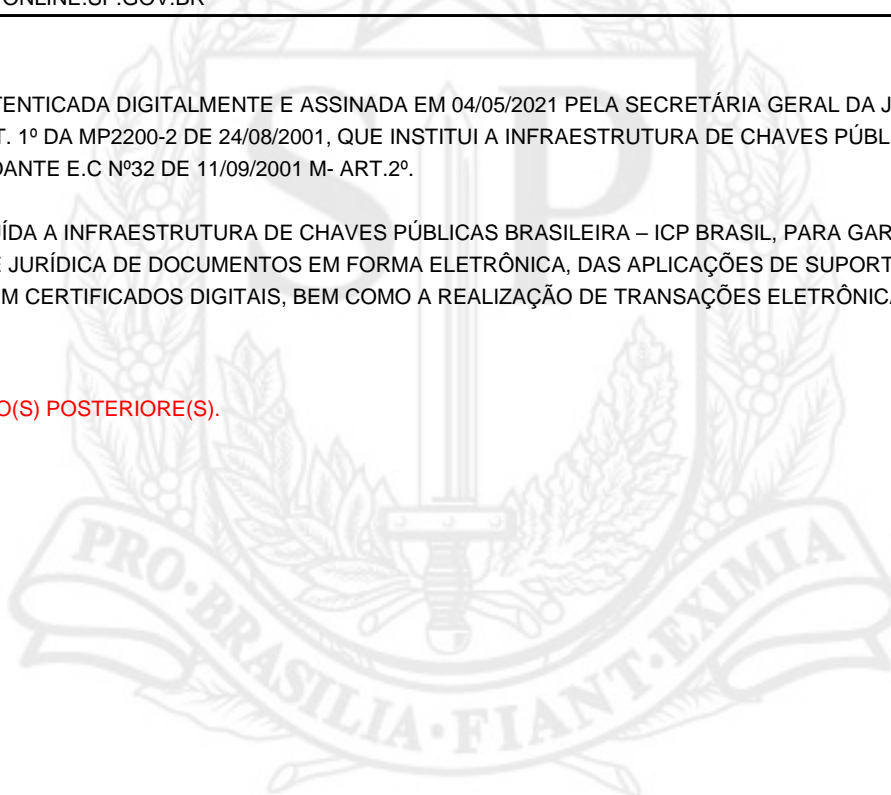 ONLINE.SP.GOV.BR
TENTICADA DIGITALMENTE E ASSINADA EM 04/05/2021 PELA SECRETÁRIA GERAL DA J
T. 1º DA MP2200-2 DE 24/08/2001, QUE INSTITUI A INFRAESTRUTURA DE CHAVES PÚBL
DANTE E.C Nº32 DE 11/09/2001 M- ART.2º.
ÍDA A INFRAESTRUTURA DE CHAVES PÚBLICAS BRASILEIRA – ICP BRASIL, PARA GAR
E JURÍDICA DE DOCUMENTOS EM FORMA ELETRÔNICA, DAS APLICAÇÕES DE SUPORT
M CERTIFICADOS DIGITAIS, BEM COMO A REALIZAÇÃO DE TRANSAÇÕES ELETRÔNICA
O(S) POSTERIORE(S).
SP
PRO·BRASILIA·FIANT·EXIMIA